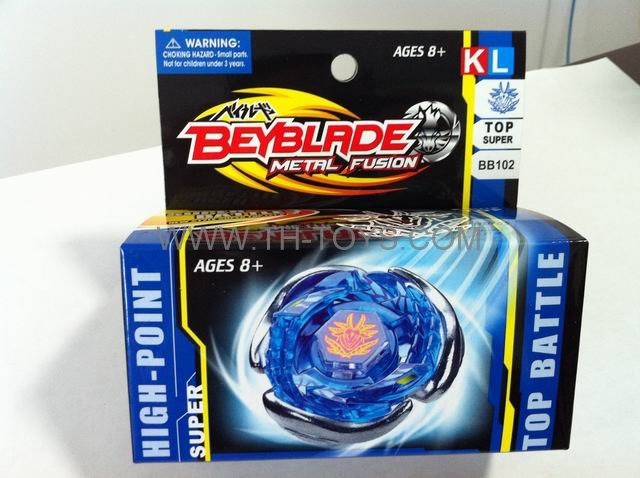 WARNING:
CHOKING HAZARD - Small parts.
Not for children under 3 years.
AGES 8+
KL
ベイブレード
BEYBLADE
METAL FUSION
TOP
SUPER
BB102
WWW.TH-TOYS.COM
AGES 8+
HIGH-POINT
SUPER
TOP BATTLE